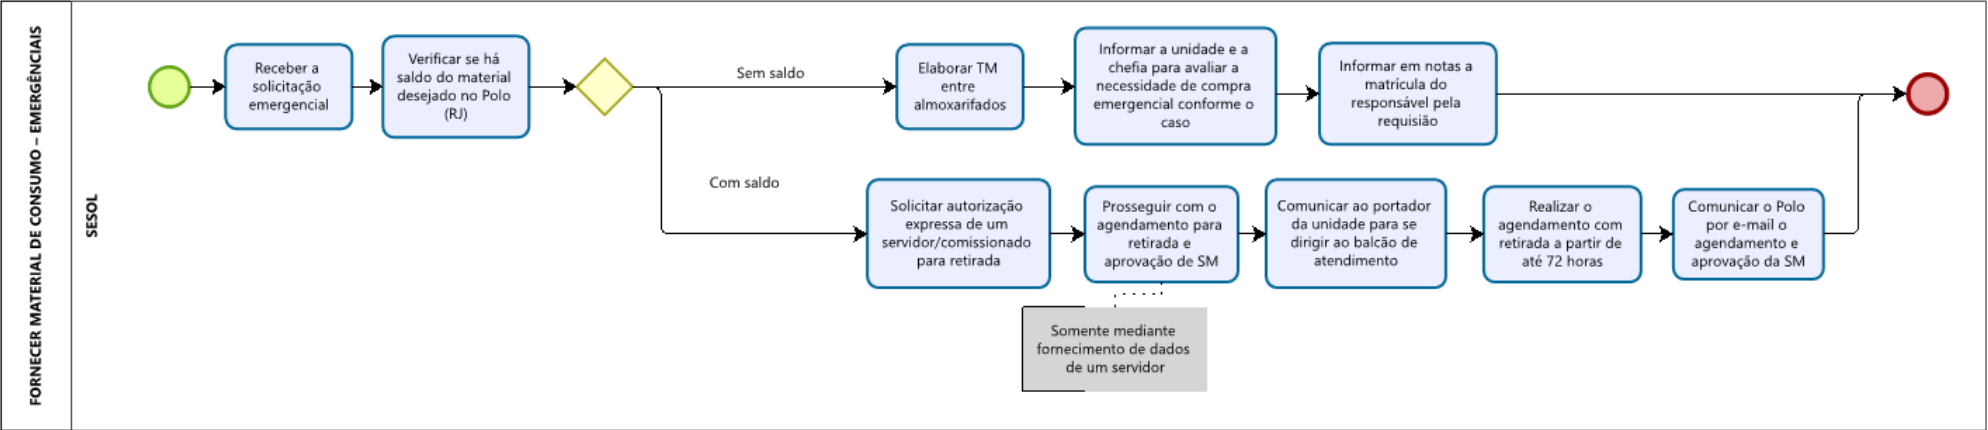 FORNECER MATERIAL DE CONSUMO – EMERGÊNCIAIS
SESOL
Receber a
solicitação
emergencial
Verificar se há
saldo do material
desejado no Polo
(RJ)
Sem saldo
Elaborar TM
entre
almoxarifados
Informar a unidade e a
chefia para avaliar a
necessidade de compra
emergencial conforme o
caso
Informar em notas a
matrícula do
responsável pela
requisião
Com saldo
Solicitar autorização
expressa de um
servidor/comissionado
para retirada
Prosseguir com o
agendamento para
retirada e
aprovação de SM
Comunicar ao portador
da unidade para se
dirigir ao balcão de
atendimento
Realizar o
agendamento com
retirada a partir de
até 72 horas
Comunicar o Polo
por e-mail o
agendamento e
aprovação da SM
Somente mediante
fornecimento de dados
de um servidor